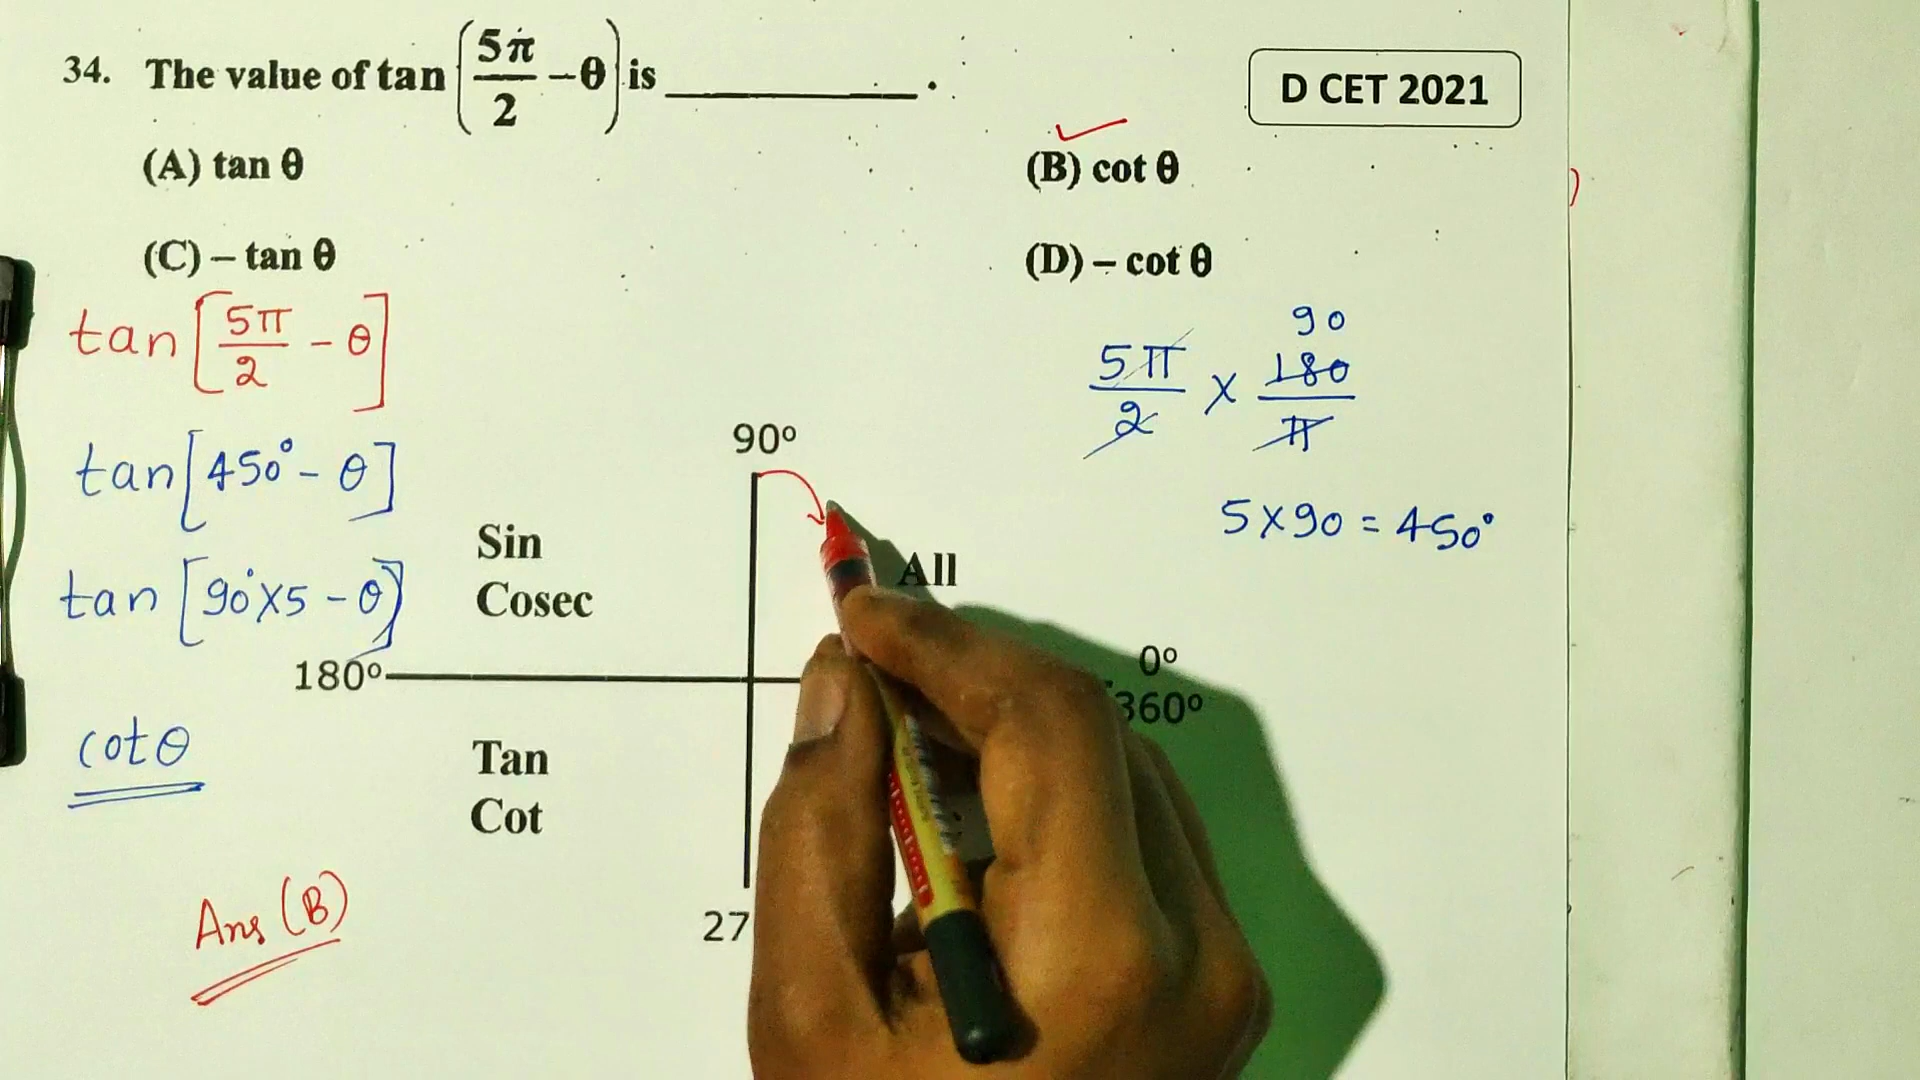 34. The value of tan (5π/2 – θ) is ________ .
D CET 2021
(A) tan θ
(B) cot θ
(C) – tan θ
(D) – cot θ
tan [5π/2 - θ]
5π/2 × 180/π
90
tan [450° - θ]
5×90 = 450°
tan [90°×5 - θ]
cot θ
Ans (B)
90°
Sin
Cosec
All
180°
0°
360°
Tan
Cot
27